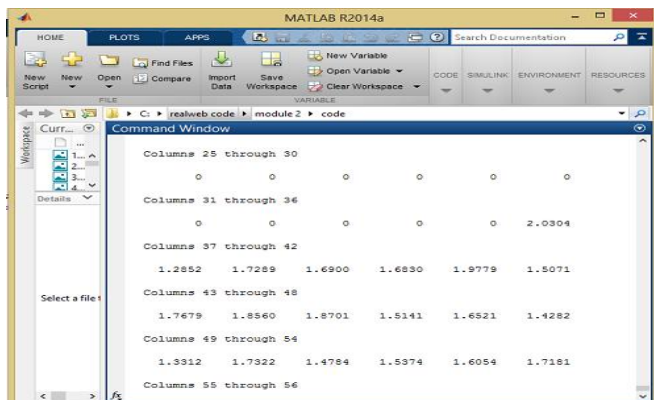 MATLAB R2014a
HOME PLOTS APPS Search Documentation
New Script New Open Find Files Compare Import Data Save Workspace New Variable Open Variable Clear Workspace CODE SIMULINK ENVIRONMENT RESOURCES
FILE VARIABLE
C: realweb code module 2 code
Workspace
Curr... Command Window
...
1...
2...
3...
4...
Details
Select a file t
Columns 25 through 30
0 0 0 0 0 0
Columns 31 through 36
0 0 0 0 0 2.0304
Columns 37 through 42
1.2852 1.7289 1.6900 1.6830 1.9779 1.5071
Columns 43 through 48
1.7679 1.8560 1.8701 1.5141 1.6521 1.4282
Columns 49 through 54
1.3312 1.7322 1.4784 1.5374 1.6054 1.7181
Columns 55 through 56
fx